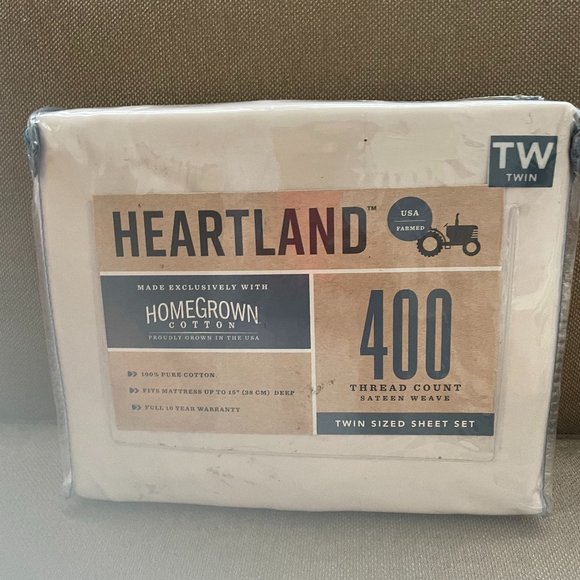 TW
TWIN
HEARTLAND™
USA
FARMED
MADE EXCLUSIVELY WITH
HOMEGROWN
COTTON
PROUDLY GROWN IN THE USA
100% PURE COTTON
FITS MATTRESS UP TO 15" (38 CM) DEEP
FULL 10 YEAR WARRANTY
400
THREAD COUNT
SATEEN WEAVE
TWIN SIZED SHEET SET